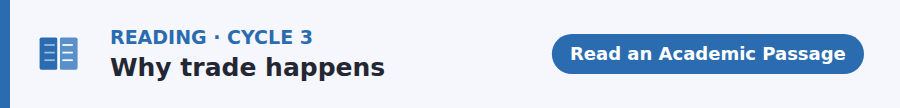 READING · CYCLE 3
Why trade happens
Read an Academic Passage